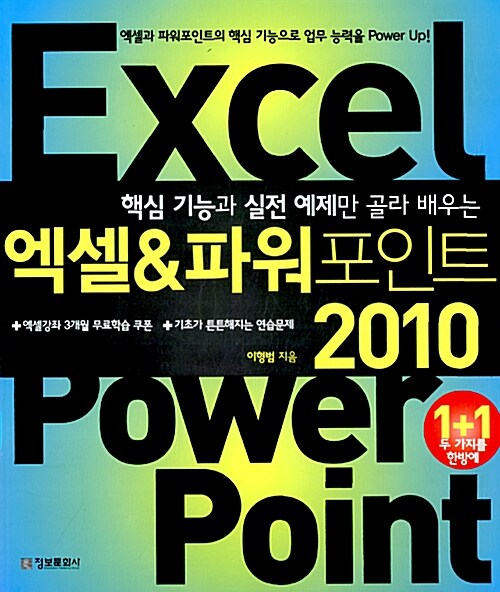 엑셀과 파워포인트의 핵심 기능으로 업무 능력을 Power Up!
Excel
핵심 기능과 실전 예제만 골라 배우는
엑셀&파워포인트
+ 엑셀강좌 3개월 무료학습 쿠폰 + 기초가 튼튼해지는 연습문제
2010
이형범 지음
Power
1+1
두 가지를
한방에
Point
정보문화사